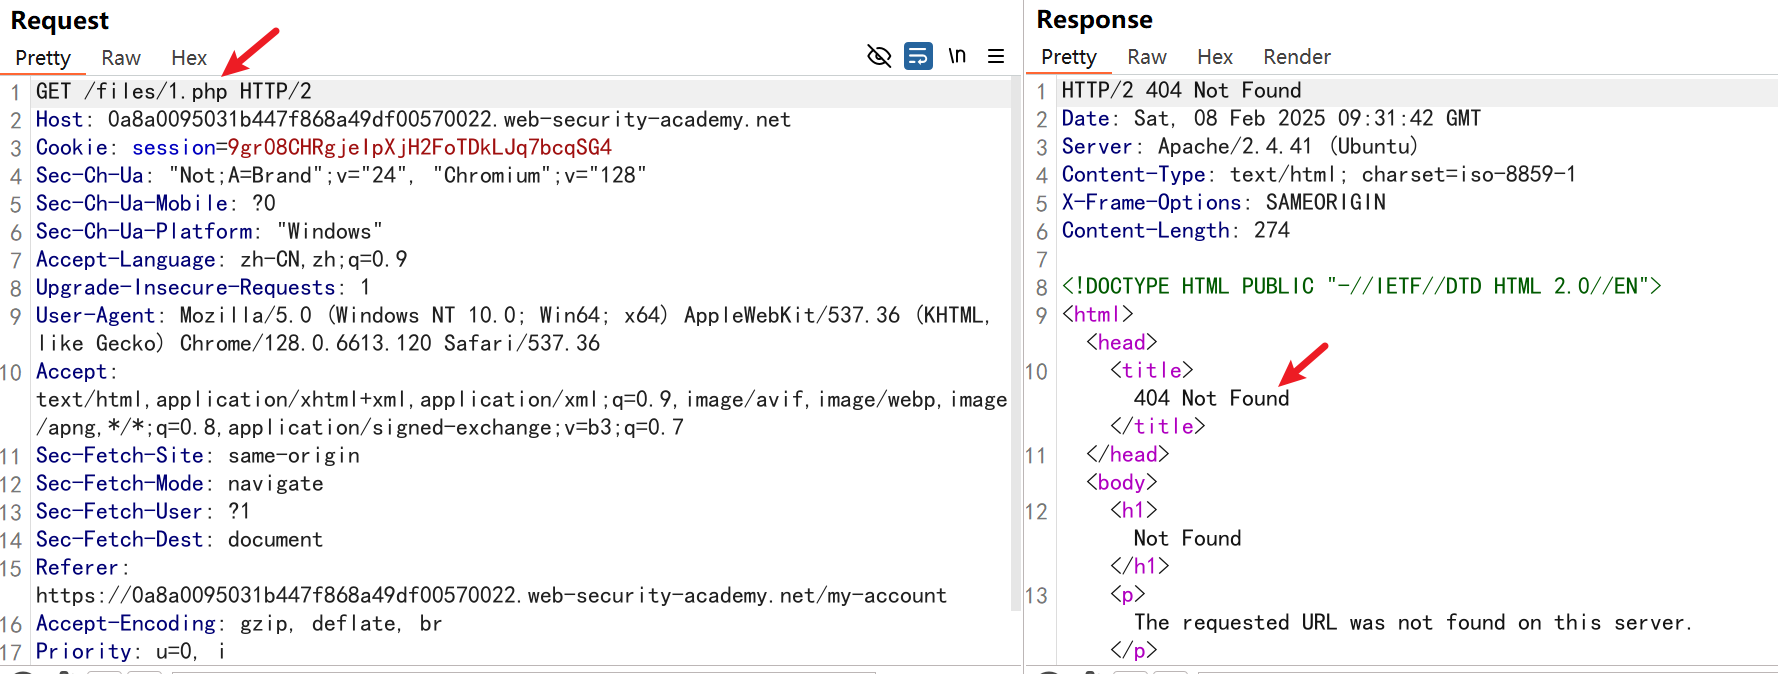 Request
Pretty Raw Hex \n
1 GET /files/1.php HTTP/2
2 Host: 0a8a0095031b447f868a49df00570022.web-security-academy.net
3 Cookie: session=9gr08CHRgjeIpXjH2FoTDkLJq7bcqSG4
4 Sec-Ch-Ua: "Not;A=Brand";v="24", "Chromium";v="128"
5 Sec-Ch-Ua-Mobile: ?0
6 Sec-Ch-Ua-Platform: "Windows"
7 Accept-Language: zh-CN,zh;q=0.9
8 Upgrade-Insecure-Requests: 1
9 User-Agent: Mozilla/5.0 (Windows NT 10.0; Win64; x64) AppleWebKit/537.36 (KHTML,
like Gecko) Chrome/128.0.6613.120 Safari/537.36
10 Accept:
text/html,application/xhtml+xml,application/xml;q=0.9,image/avif,image/webp,image
/apng,*/*;q=0.8,application/signed-exchange;v=b3;q=0.7
11 Sec-Fetch-Site: same-origin
12 Sec-Fetch-Mode: navigate
13 Sec-Fetch-User: ?1
14 Sec-Fetch-Dest: document
15 Referer:
https://0a8a0095031b447f868a49df00570022.web-security-academy.net/my-account
16 Accept-Encoding: gzip, deflate, br
17 Priority: u=0, i
Response
Pretty Raw Hex Render
1 HTTP/2 404 Not Found
2 Date: Sat, 08 Feb 2025 09:31:42 GMT
3 Server: Apache/2.4.41 (Ubuntu)
4 Content-Type: text/html; charset=iso-8859-1
5 X-Frame-Options: SAMEORIGIN
6 Content-Length: 274
7
8 <!DOCTYPE HTML PUBLIC "-//IETF//DTD HTML 2.0//EN">
9 <html>
<head>
10 <title>
404 Not Found
</title>
11 </head>
<body>
12 <h1>
Not Found
</h1>
13 <p>
The requested URL was not found on this server.
</p>